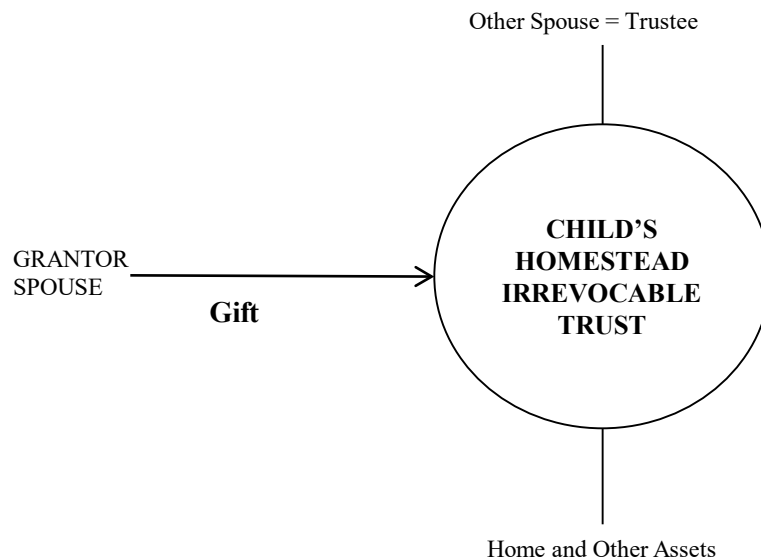 Other Spouse = Trustee
GRANTOR
SPOUSE
Gift
CHILD’S
HOMESTEAD
IRREVOCABLE
TRUST
Home and Other Assets